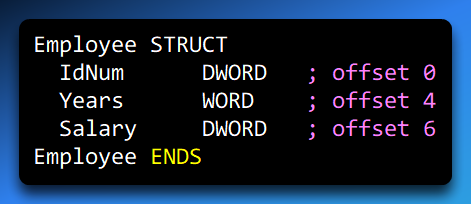 Employee STRUCT
  IdNum      DWORD   ; offset 0
  Years      WORD    ; offset 4
  Salary     DWORD   ; offset 6
Employee ENDS